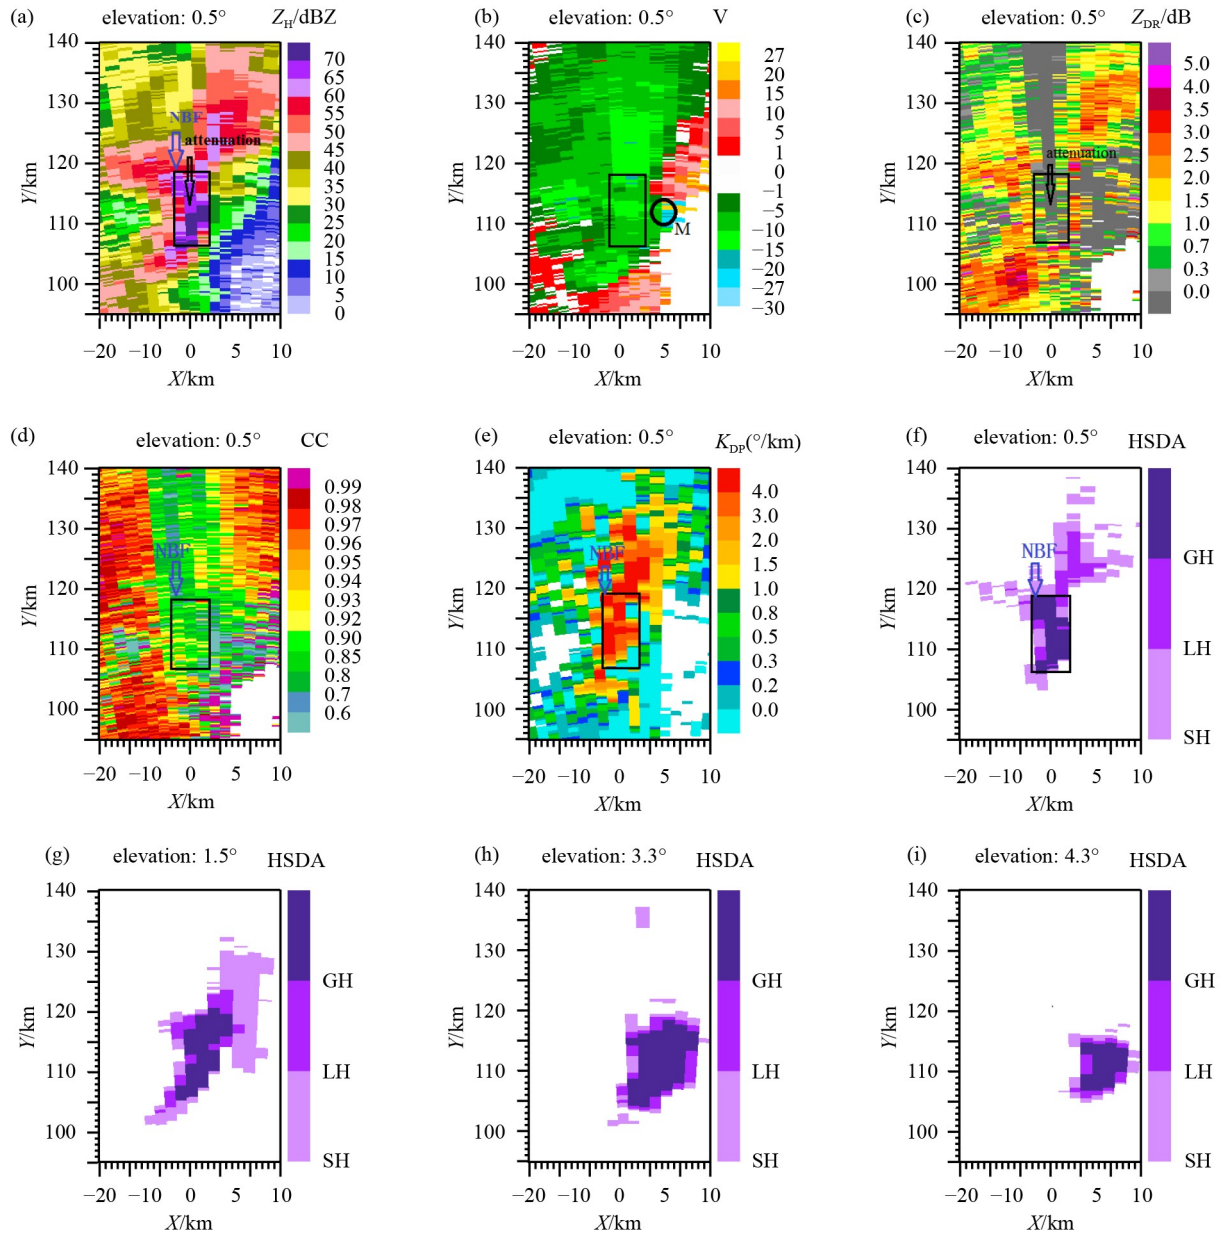 (a) elevation: 0.5° Z_H/dBZ
140
130
120
110
100
Y/km
NBF
attenuation
70
65
60
55
50
45
40
35
30
25
20
15
10
5
0
−20 −10 0 5 10
X/km
(b) elevation: 0.5° V
140
130
120
110
100
Y/km
M
27
20
15
10
5
1
0
−1
−5
−10
−15
−20
−27
−30
−20 −10 0 5 10
X/km
(c) elevation: 0.5° Z_DR/dB
140
130
120
110
100
Y/km
attenuation
5.0
4.5
4.0
3.5
3.0
2.5
2.0
1.5
1.0
0.7
0.3
0.0
−20 −10 0 5 10
X/km
(d) elevation: 0.5° CC
140
130
120
110
100
Y/km
NBF
0.99
0.98
0.97
0.96
0.95
0.94
0.93
0.92
0.90
0.85
0.8
0.7
0.6
−20 −10 0 5 10
X/km
(e) elevation: 0.5° K_DP(°/km)
140
130
120
110
100
Y/km
NBF
4.0
3.0
2.0
1.5
1.0
0.8
0.5
0.3
0.2
0.0
−20 −10 0 5 10
X/km
(f) elevation: 0.5° HSDA
140
130
120
110
100
Y/km
NBF
GH
LH
SH
−20 −10 0 5 10
X/km
(g) elevation: 1.5° HSDA
140
130
120
110
100
Y/km
GH
LH
SH
−20 −10 0 5 10
X/km
(h) elevation: 3.3° HSDA
140
130
120
110
100
Y/km
GH
LH
SH
−20 −10 0 5 10
X/km
(i) elevation: 4.3° HSDA
140
130
120
110
100
Y/km
GH
LH
SH
−20 −10 0 5 10
X/km